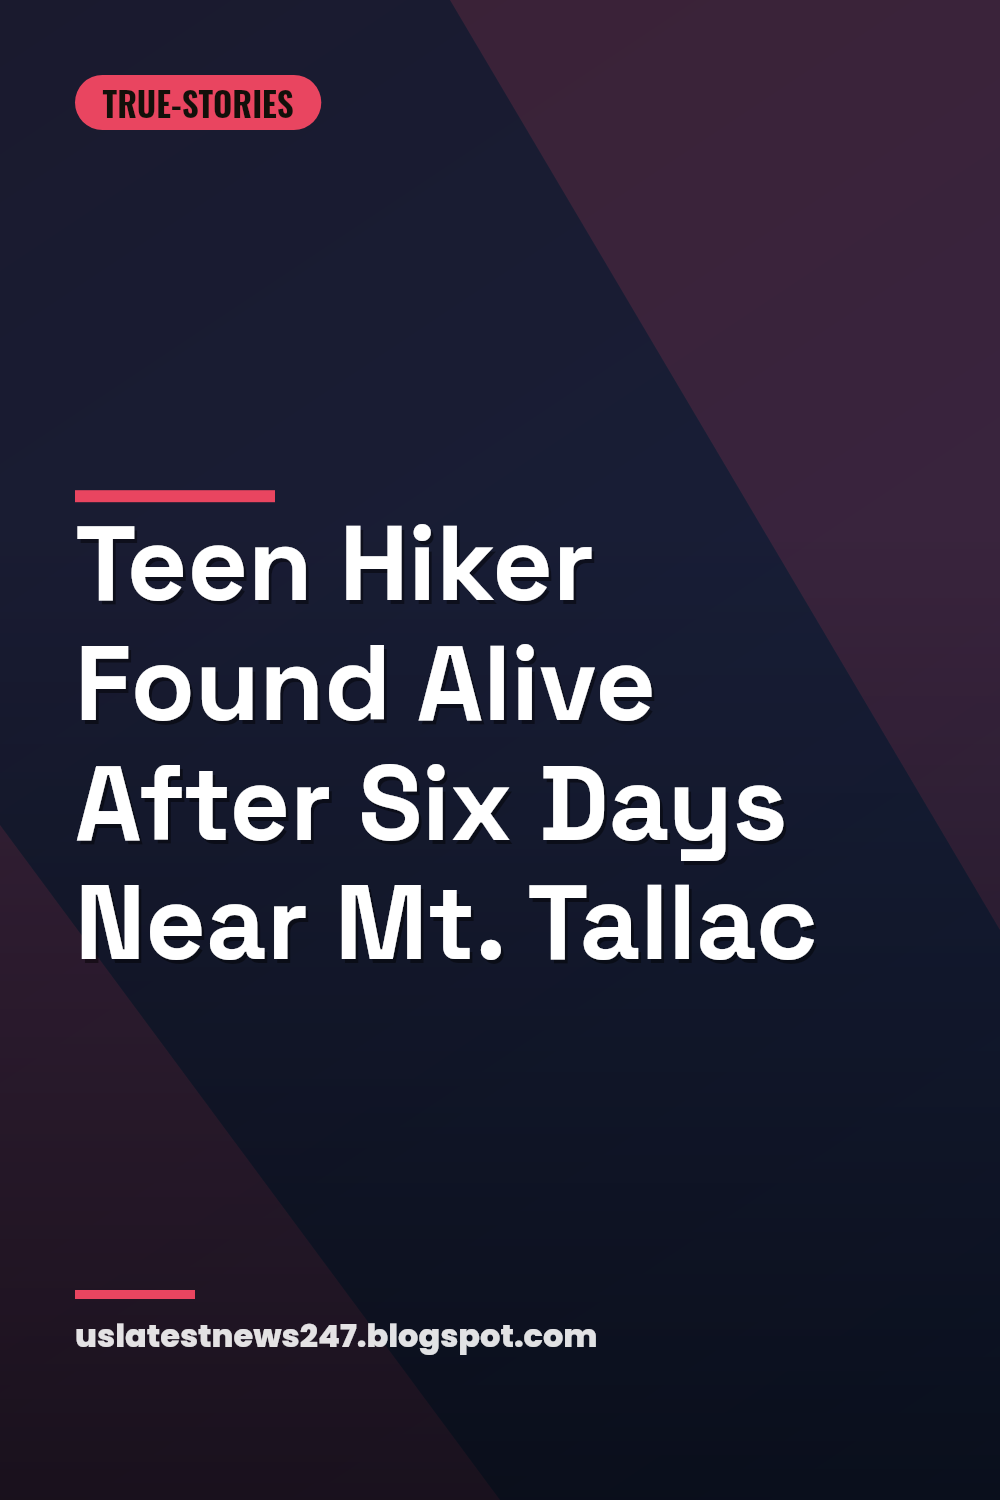 TRUE-STORIES
Teen Hiker
Found Alive
After Six Days
Near Mt. Tallac
uslatestnews247.blogspot.com